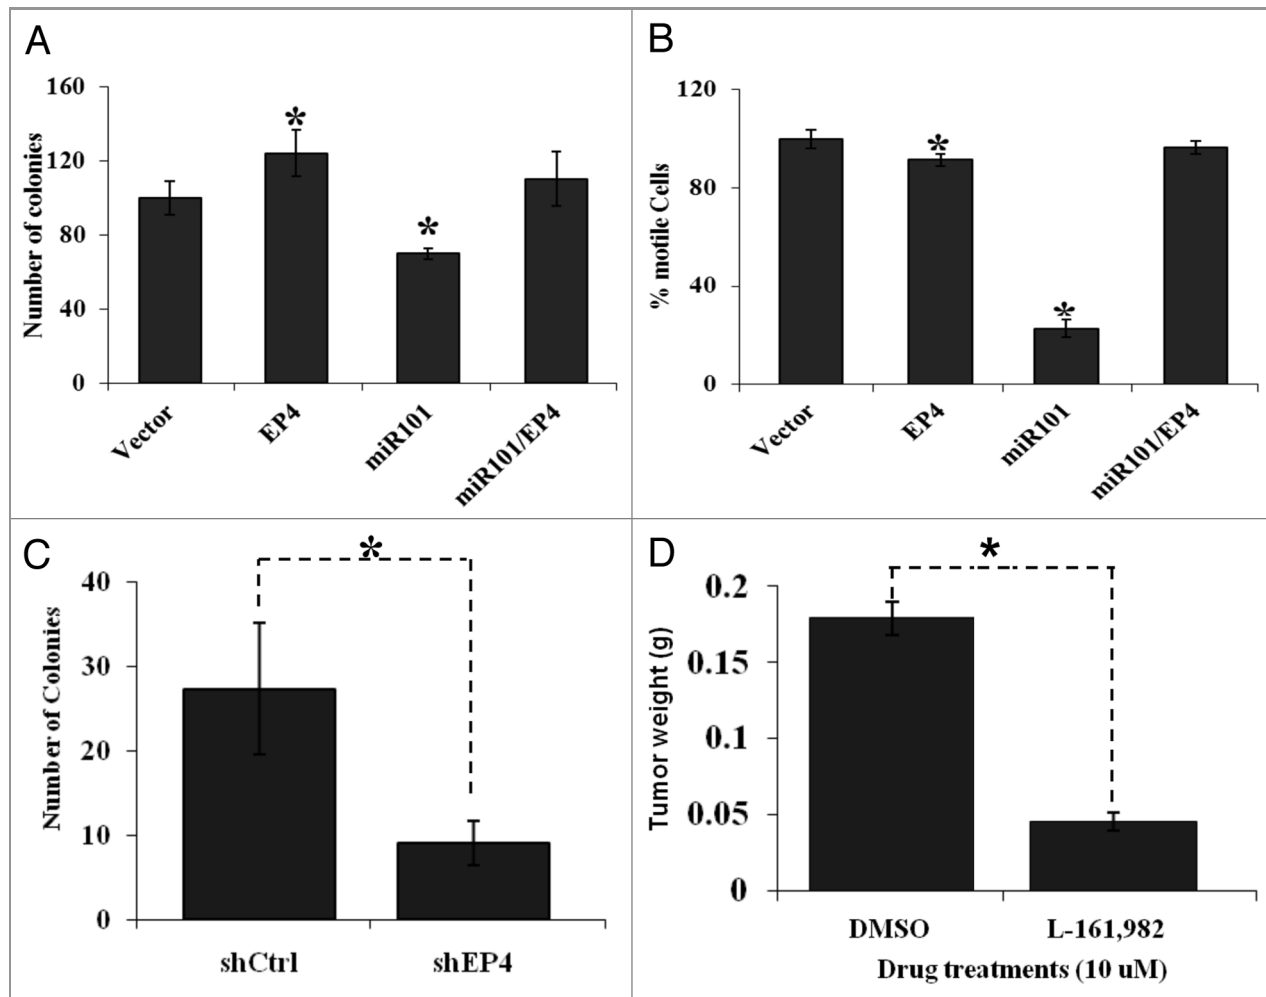 A
Number of colonies
160
120
80
40
0
*
*
Vector
EP4
miR101
miR101/EP4
B
% motile Cells
120
80
40
0
*
*
Vector
EP4
miR101
miR101/EP4
C
Number of Colonies
40
30
20
10
0
*
shCtrl
shEP4
D
Tumor weight (g)
0.2
0.15
0.1
0.05
0
*
DMSO
L-161,982
Drug treatments (10 uM)